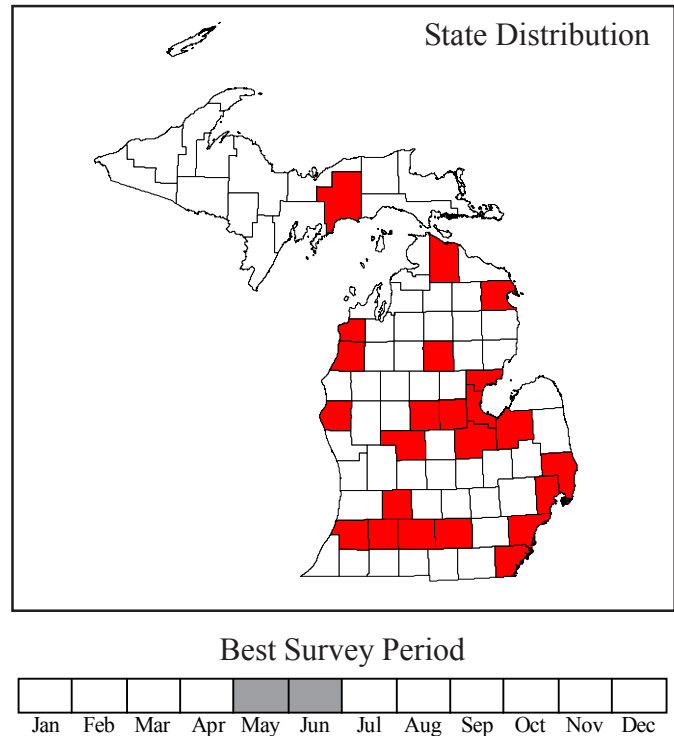 State Distribution
Best Survey Period
Jan Feb Mar Apr May Jun Jul Aug Sep Oct Nov Dec